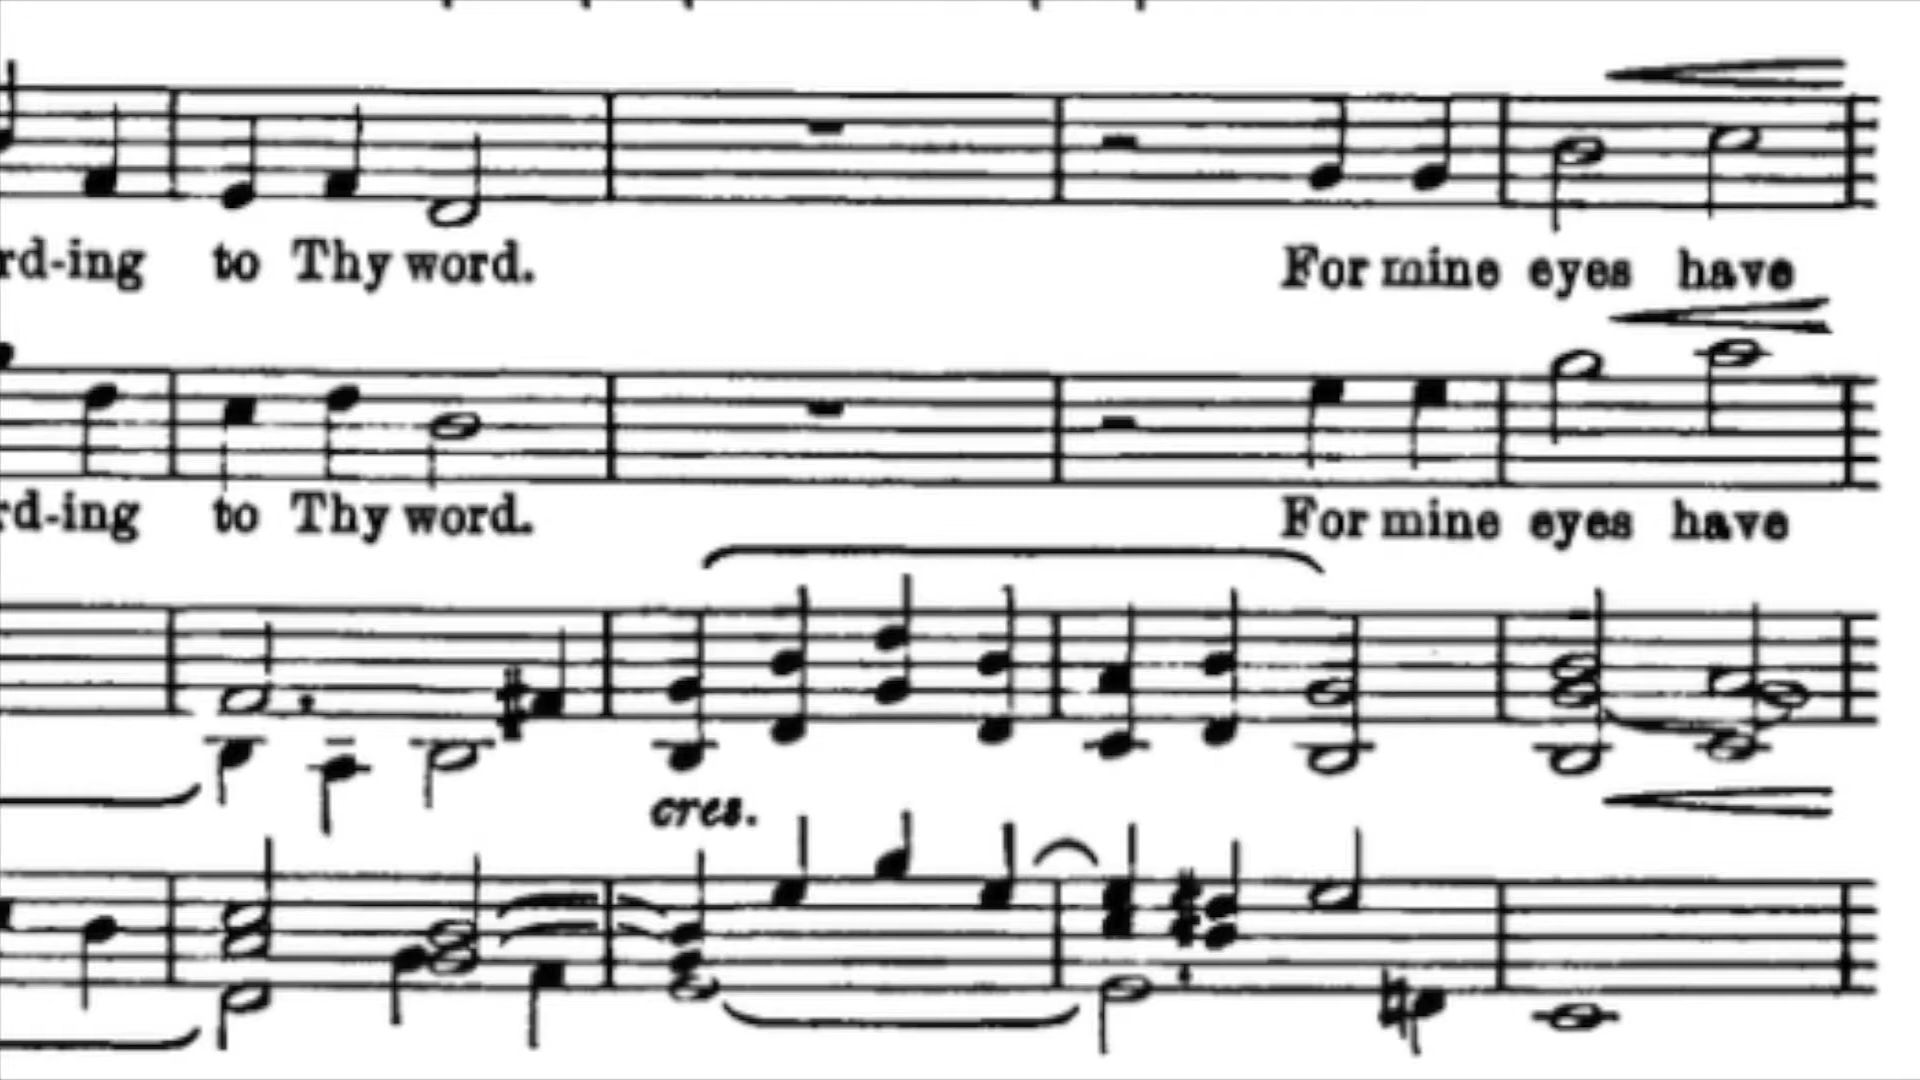 rd-ing to Thy word. For mine eyes have
rd-ing to Thy word. For mine eyes have
cres.